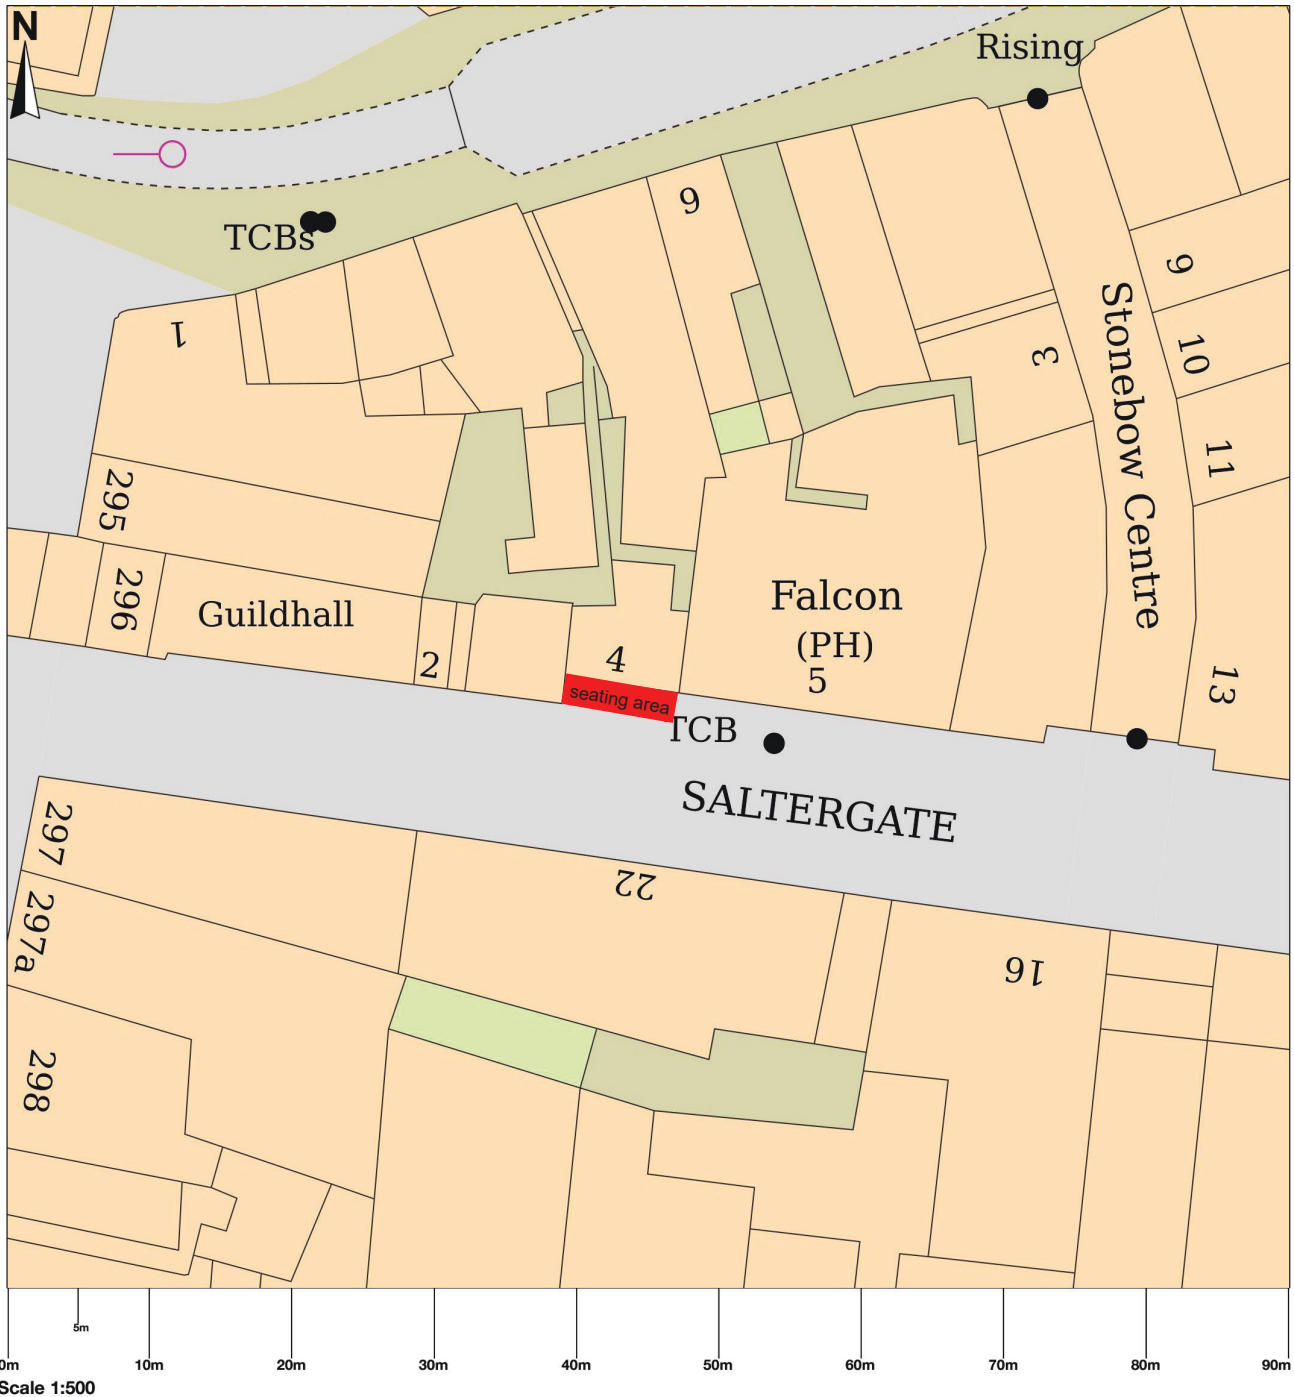 N
Rising
TCBs
6
1
9
Stonebow Centre
10
3
11
295
296
Guildhall
Falcon
(PH)
5
2
4
13
seating area
TCB
SALTERGATE
297
22
297a
16
298
5m
0m
10m
20m
30m
40m
50m
60m
70m
80m
90m
Scale 1:500